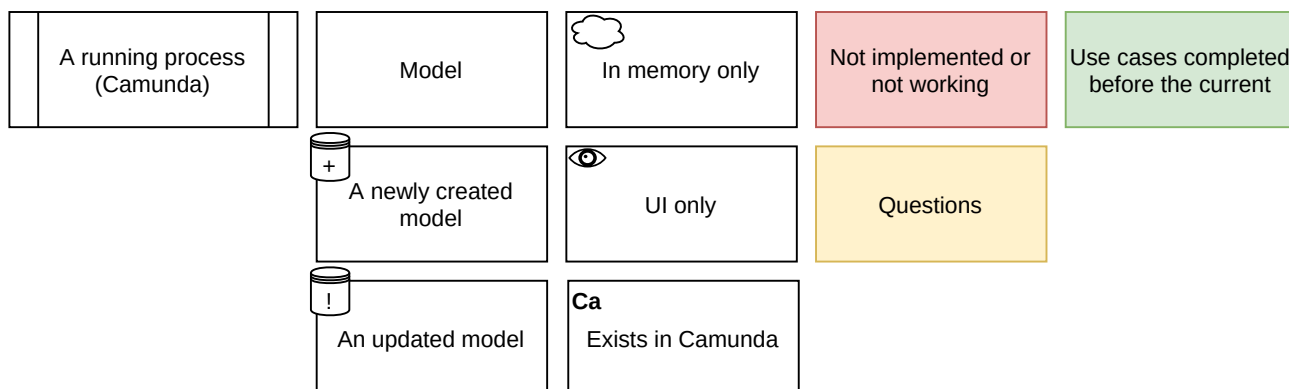 A running process
(Camunda)
Model
In memory only
Not implemented or
not working
Use cases completed
before the current
+
A newly created
model
UI only
Questions
!
An updated model
Ca
Exists in Camunda